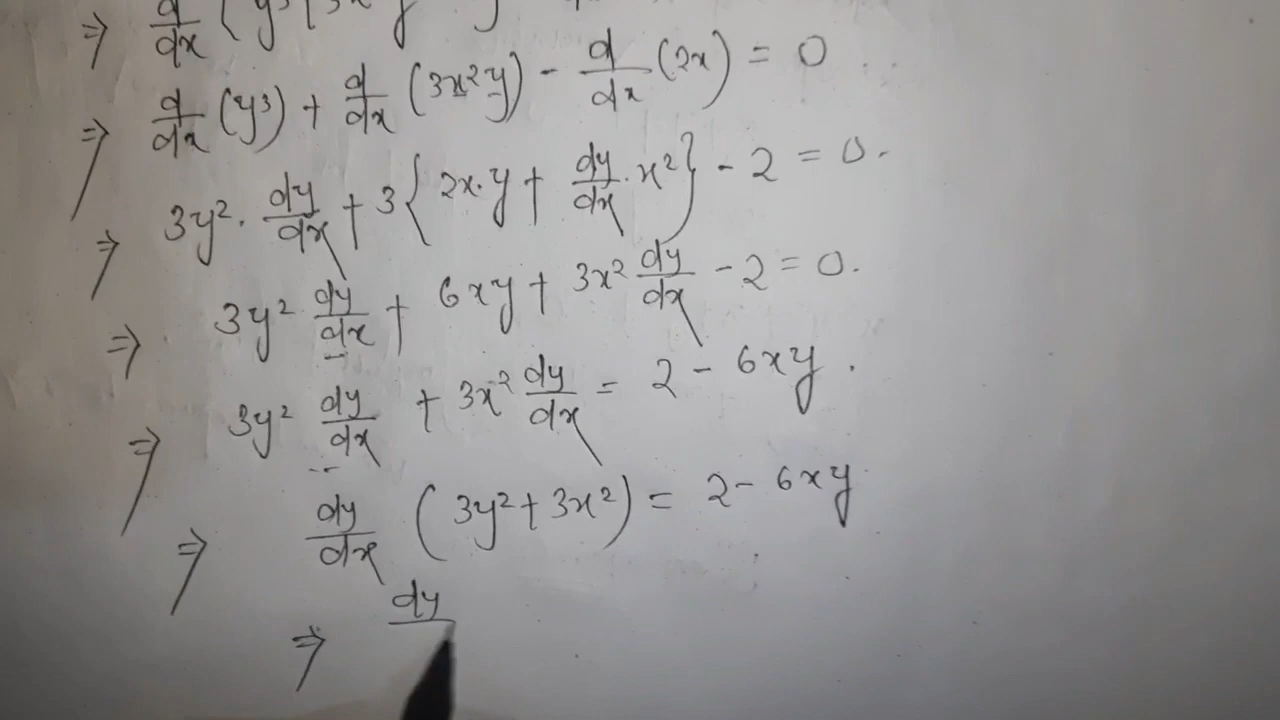 ⇒ d/dx (y³
⇒ d/dx (y³) + d/dx (3x²y) - d/dx (2x) = 0
⇒ 3y² · dy/dx + 3{2x·y + dy/dx · x²} - 2 = 0.
⇒ 3y² dy/dx + 6xy + 3x² dy/dx - 2 = 0.
⇒ 3y² dy/dx + 3x² dy/dx = 2 - 6xy.
⇒ dy/dx (3y² + 3x²) = 2 - 6xy
⇒ dy